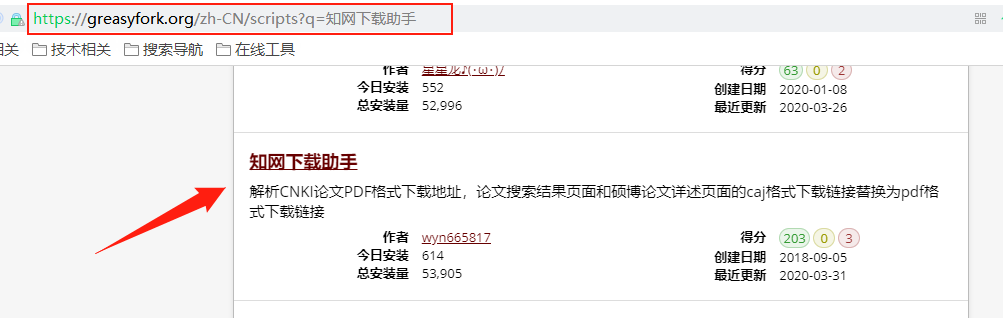 https://greasyfork.org/zh-CN/scripts?q=知网下载助手
相关 技术相关 搜索导航 在线工具
作者 星星龙♪(･ω･)ﾉ 得分 63 0 2
今日安装 552 创建日期 2020-01-08
总安装量 52,996 最近更新 2020-03-26
知网下载助手
解析CNKI论文PDF格式下载地址，论文搜索结果页面和硕博论文详述页面的caj格式下载链接替换为pdf格
式下载链接
作者 wyn665817 得分 203 0 3
今日安装 614 创建日期 2018-09-05
总安装量 53,905 最近更新 2020-03-31